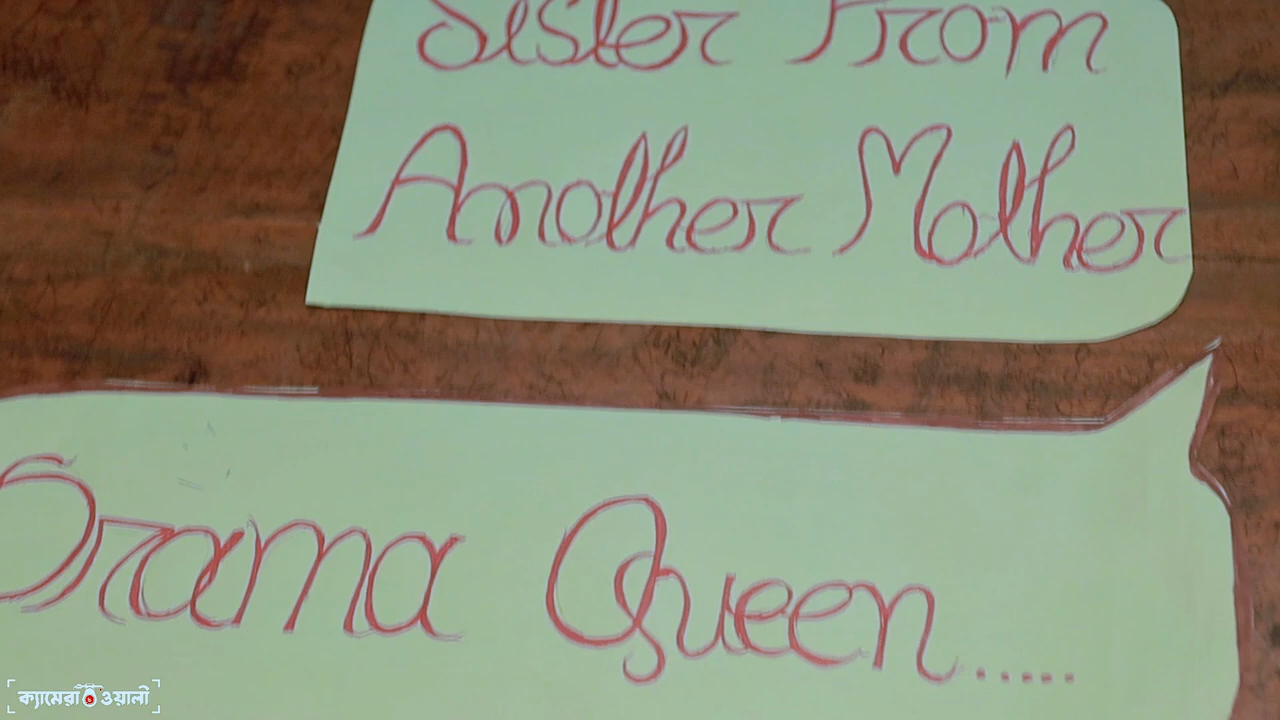 Sister From
Another Mother
Drama Queen.....
ক্যামেরা ওয়ালী